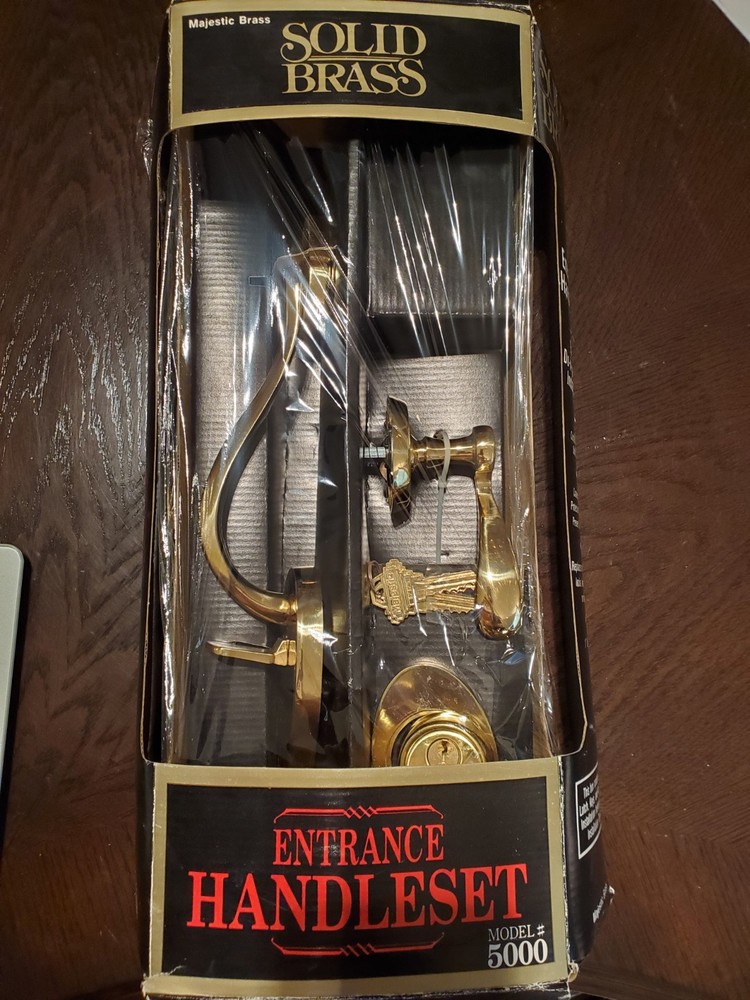 Majestic Brass
SOLID
BRASS
ENTRANCE
HANDLESET
MODEL #
5000